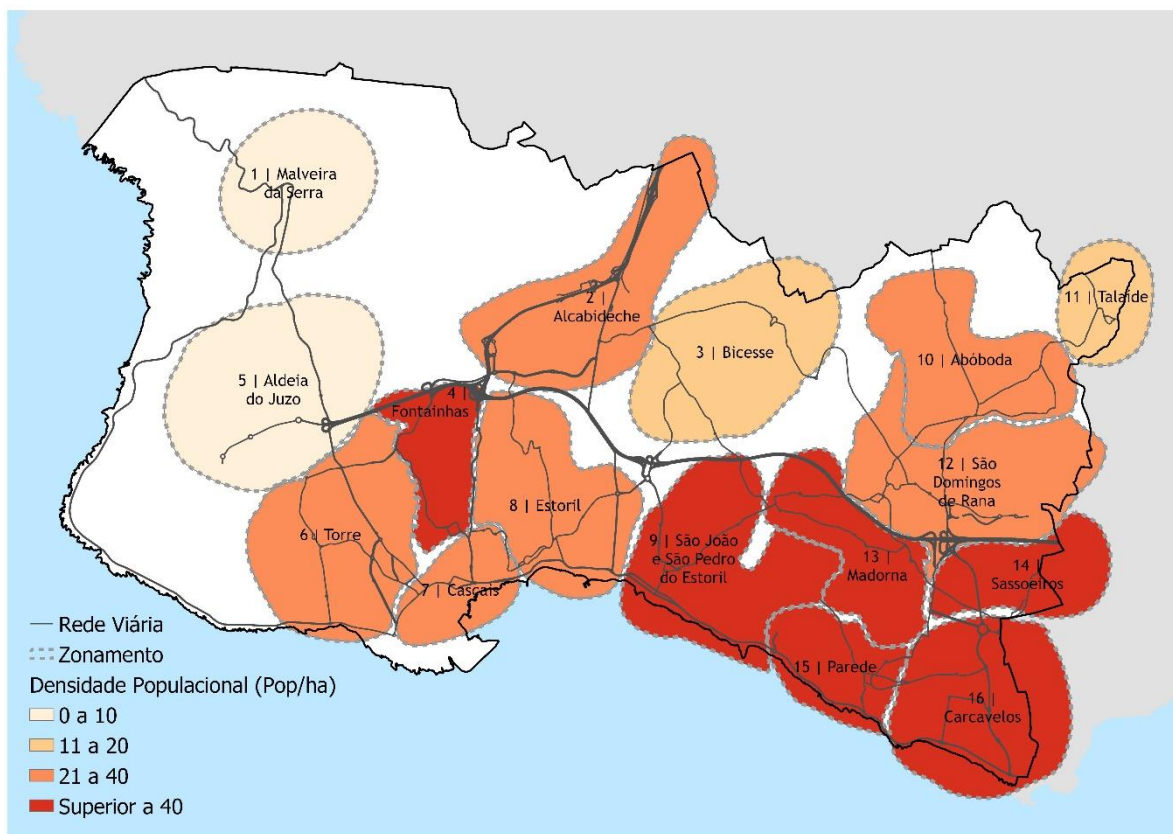 1 | Malveira
da Serra
2 |
Alcabideche
11 | Talaíde
3 | Bicesse
10 | Abóboda
5 | Aldeia
do Juzo
4 |
Fontainhas
12 | São
Domingos
de Rana
8 | Estoril
6 | Torre
9 | São João
e São Pedro
do Estoril
13 |
Madorna
14 |
Sassoeiros
7 | Cascais
15 | Parede
16 |
Carcavelos
Rede Viária
Zonamento
Densidade Populacional (Pop/ha)
0 a 10
11 a 20
21 a 40
Superior a 40